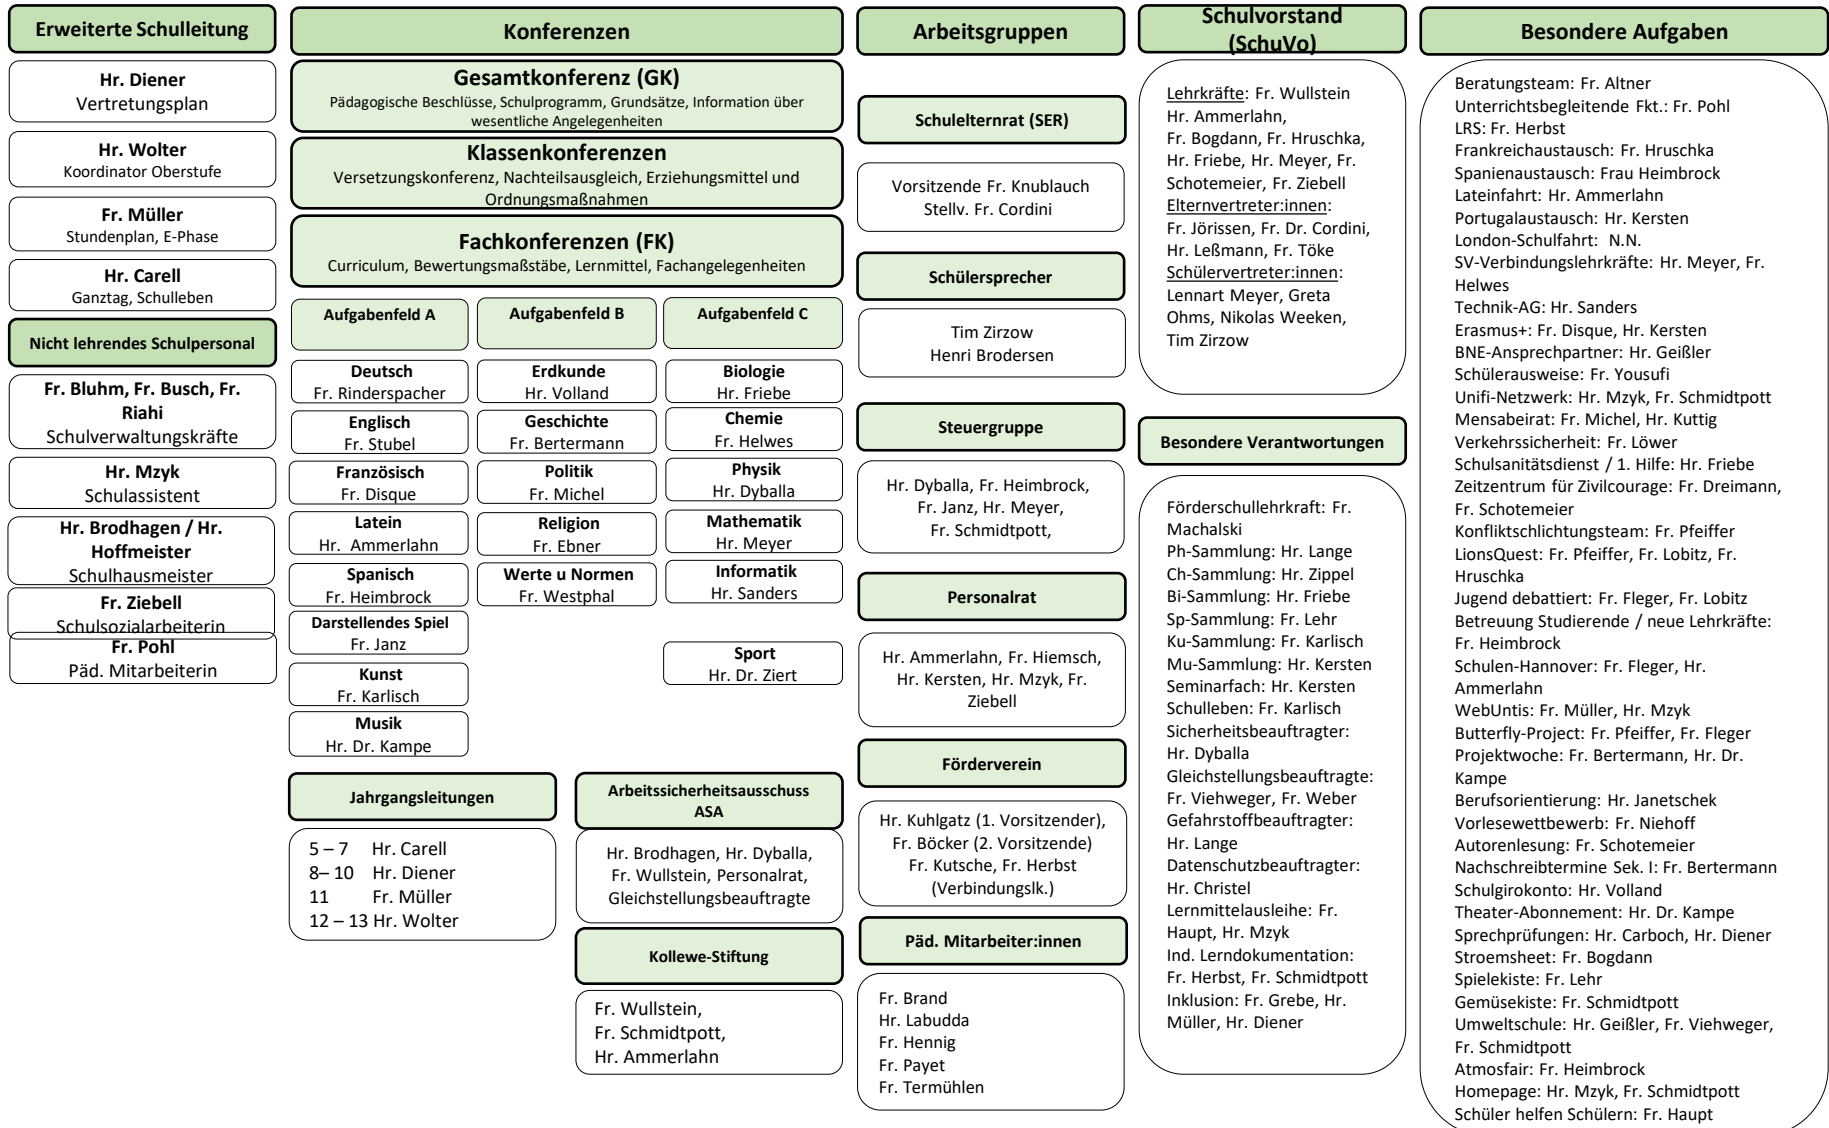 Erweiterte Schulleitung
Hr. Diener
Vertretungsplan
Hr. Wolter
Koordinator Oberstufe
Fr. Müller
Stundenplan, E-Phase
Hr. Carell
Ganztag, Schulleben
Nicht lehrendes Schulpersonal
Fr. Bluhm, Fr. Busch, Fr.
Riahi
Schulverwaltungskräfte
Hr. Mzyk
Schulassistent
Hr. Brodhagen / Hr.
Hoffmeister
Schulhausmeister
Fr. Ziebell
Schulsozialarbeiterin
Fr. Pohl
Päd. Mitarbeiterin
Konferenzen
Gesamtkonferenz (GK)
Pädagogische Beschlüsse, Schulprogramm, Grundsätze, Information über
wesentliche Angelegenheiten
Klassenkonferenzen
Versetzungskonferenz, Nachteilsausgleich, Erziehungsmittel und
Ordnungsmaßnahmen
Fachkonferenzen (FK)
Curriculum, Bewertungsmaßstäbe, Lernmittel, Fachangelegenheiten
Aufgabenfeld A
Deutsch
Fr. Rinderspacher
Englisch
Fr. Stubel
Französisch
Fr. Disque
Latein
Hr. Ammerlahn
Spanisch
Fr. Heimbrock
Darstellendes Spiel
Fr. Janz
Kunst
Fr. Karlisch
Musik
Hr. Dr. Kampe
Aufgabenfeld B
Erdkunde
Hr. Volland
Geschichte
Fr. Bertermann
Politik
Fr. Michel
Religion
Fr. Ebner
Werte u Normen
Fr. Westphal
Aufgabenfeld C
Biologie
Hr. Friebe
Chemie
Fr. Helwes
Physik
Hr. Dyballa
Mathematik
Hr. Meyer
Informatik
Hr. Sanders
Sport
Hr. Dr. Ziert
Jahrgangsleitungen
5 – 7 Hr. Carell
8– 10 Hr. Diener
11 Fr. Müller
12 – 13 Hr. Wolter
Arbeitssicherheitsausschuss
ASA
Hr. Brodhagen, Hr. Dyballa,
Fr. Wullstein, Personalrat,
Gleichstellungsbeauftragte
Kollewe-Stiftung
Fr. Wullstein,
Fr. Schmidtpott,
Hr. Ammerlahn
Arbeitsgruppen
Schulelternrat (SER)
Vorsitzende Fr. Knublauch
Stellv. Fr. Cordini
Schülersprecher
Tim Zirzow
Henri Brodersen
Steuergruppe
Hr. Dyballa, Fr. Heimbrock,
Fr. Janz, Hr. Meyer,
Fr. Schmidtpott,
Personalrat
Hr. Ammerlahn, Fr. Hiemsch,
Hr. Kersten, Hr. Mzyk, Fr.
Ziebell
Förderverein
Hr. Kuhlgatz (1. Vorsitzender),
Fr. Böcker (2. Vorsitzende)
Fr. Kutsche, Fr. Herbst
(Verbindungslk.)
Päd. Mitarbeiter:innen
Fr. Brand
Hr. Labudda
Fr. Hennig
Fr. Payet
Fr. Termühlen
Schulvorstand
(SchuVo)
Lehrkräfte: Fr. Wullstein
Hr. Ammerlahn,
Fr. Bogdann, Fr. Hruschka,
Hr. Friebe, Hr. Meyer, Fr.
Schotemeier, Fr. Ziebell
Elternvertreter:innen:
Fr. Jörissen, Fr. Dr. Cordini,
Hr. Leßmann, Fr. Töke
Schülervertreter:innen:
Lennart Meyer, Greta
Ohms, Nikolas Weeken,
Tim Zirzow
Besondere Verantwortungen
Förderschullehrkraft: Fr.
Machalski
Ph-Sammlung: Hr. Lange
Ch-Sammlung: Hr. Zippel
Bi-Sammlung: Hr. Friebe
Sp-Sammlung: Fr. Lehr
Ku-Sammlung: Fr. Karlisch
Mu-Sammlung: Hr. Kersten
Seminarfach: Hr. Kersten
Schulleben: Fr. Karlisch
Sicherheitsbeauftragter:
Hr. Dyballa
Gleichstellungsbeauftragte:
Fr. Viehweger, Fr. Weber
Gefahrstoffbeauftragter:
Hr. Lange
Datenschutzbeauftragter:
Hr. Christel
Lernmittelausleihe: Fr.
Haupt, Hr. Mzyk
Ind. Lerndokumentation:
Fr. Herbst, Fr. Schmidtpott
Inklusion: Fr. Grebe, Hr.
Müller, Hr. Diener
Besondere Aufgaben
Beratungsteam: Fr. Altner
Unterrichtsbegleitende Fkt.: Fr. Pohl
LRS: Fr. Herbst
Frankreichaustausch: Fr. Hruschka
Spanienaustausch: Frau Heimbrock
Lateinfahrt: Hr. Ammerlahn
Portugalaustausch: Hr. Kersten
London-Schulfahrt: N.N.
SV-Verbindungslehrkräfte: Hr. Meyer, Fr.
Helwes
Technik-AG: Hr. Sanders
Erasmus+: Fr. Disque, Hr. Kersten
BNE-Ansprechpartner: Hr. Geißler
Schülerausweise: Fr. Yousufi
Unifi-Netzwerk: Hr. Mzyk, Fr. Schmidtpott
Mensabeirat: Fr. Michel, Hr. Kuttig
Verkehrssicherheit: Fr. Löwer
Schulsanitätsdienst / 1. Hilfe: Hr. Friebe
Zeitzentrum für Zivilcourage: Fr. Dreimann,
Fr. Schotemeier
Konfliktschlichtungsteam: Fr. Pfeiffer
LionsQuest: Fr. Pfeiffer, Fr. Lobitz, Fr.
Hruschka
Jugend debattiert: Fr. Fleger, Fr. Lobitz
Betreuung Studierende / neue Lehrkräfte:
Fr. Heimbrock
Schulen-Hannover: Fr. Fleger, Hr.
Ammerlahn
WebUntis: Fr. Müller, Hr. Mzyk
Butterfly-Project: Fr. Pfeiffer, Fr. Fleger
Projektwoche: Fr. Bertermann, Hr. Dr.
Kampe
Berufsorientierung: Hr. Janetschek
Vorlesewettbewerb: Fr. Niehoff
Autorenlesung: Fr. Schotemeier
Nachschreibtermine Sek. I: Fr. Bertermann
Schulgirokonto: Hr. Volland
Theater-Abonnement: Hr. Dr. Kampe
Sprechprüfungen: Hr. Carboch, Hr. Diener
Stroemsheet: Fr. Bogdann
Spielekiste: Fr. Lehr
Gemüsekiste: Fr. Schmidtpott
Umweltschule: Hr. Geißler, Fr. Viehweger,
Fr. Schmidtpott
Atmosfair: Fr. Heimbrock
Homepage: Hr. Mzyk, Fr. Schmidtpott
Schüler helfen Schülern: Fr. Haupt